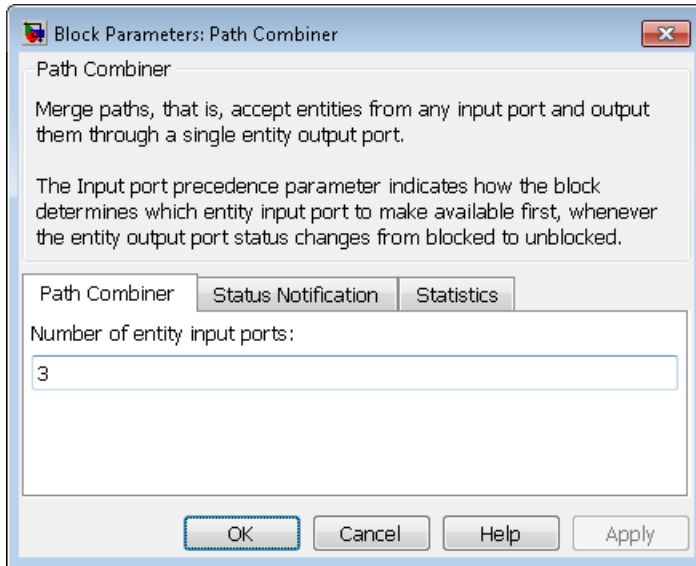 Block Parameters: Path Combiner
Path Combiner
Merge paths, that is, accept entities from any input port and output
them through a single entity output port.
The Input port precedence parameter indicates how the block
determines which entity input port to make available first, whenever
the entity output port status changes from blocked to unblocked.
Path Combiner Status Notification Statistics
Number of entity input ports:
3
OK Cancel Help Apply